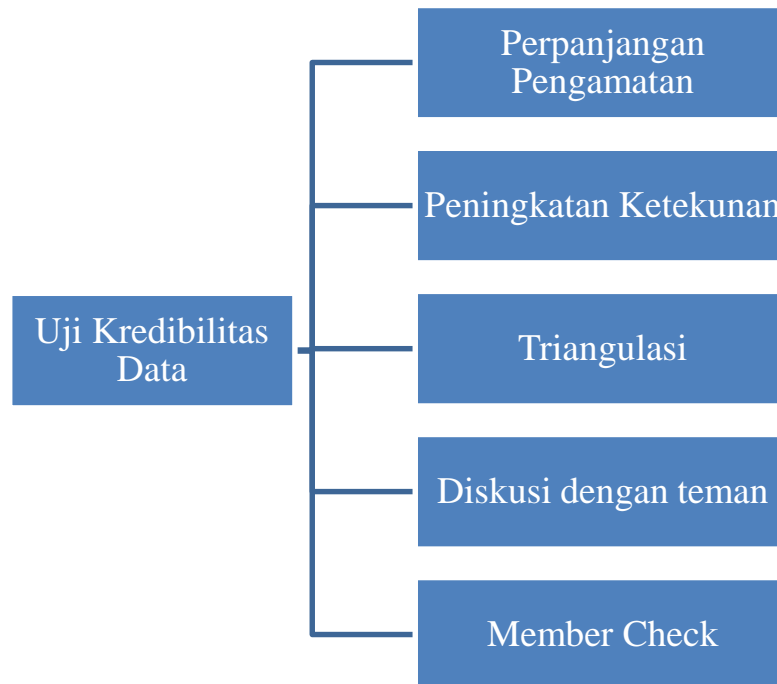 Uji Kredibilitas
Data
Perpanjangan
Pengamatan
Peningkatan Ketekunan
Triangulasi
Diskusi dengan teman
Member Check